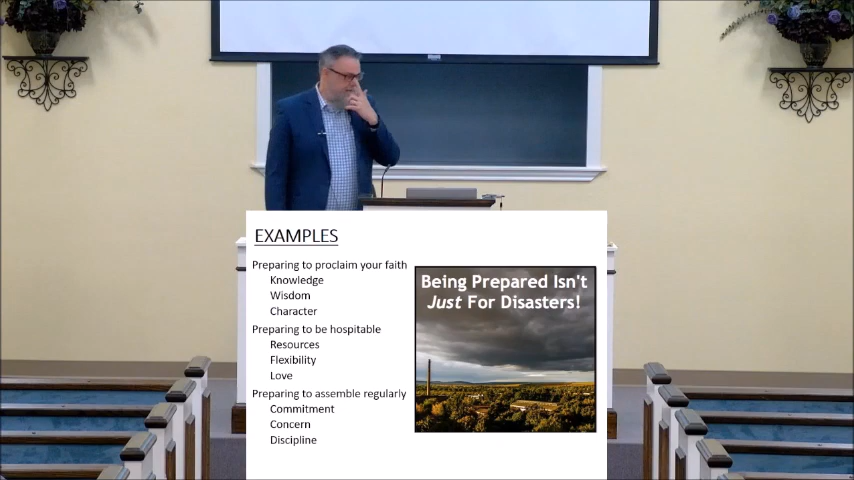 EXAMPLES
Preparing to proclaim your faith
Knowledge
Wisdom
Character
Preparing to be hospitable
Resources
Flexibility
Love
Preparing to assemble regularly
Commitment
Concern
Discipline
Being Prepared Isn't
Just For Disasters!